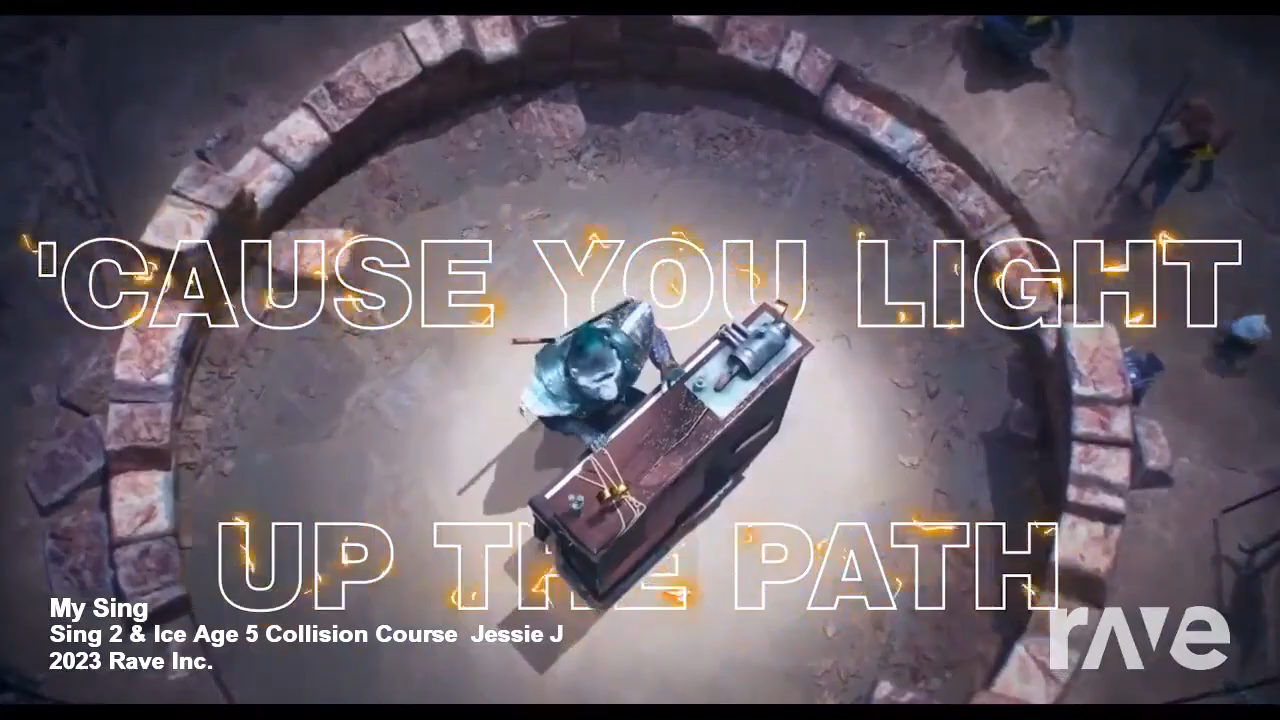 'CAUSE YOU LIGHT
UP THE PATH
My Sing
Sing 2 & Ice Age 5 Collision Course  Jessie J
2023 Rave Inc.
rave